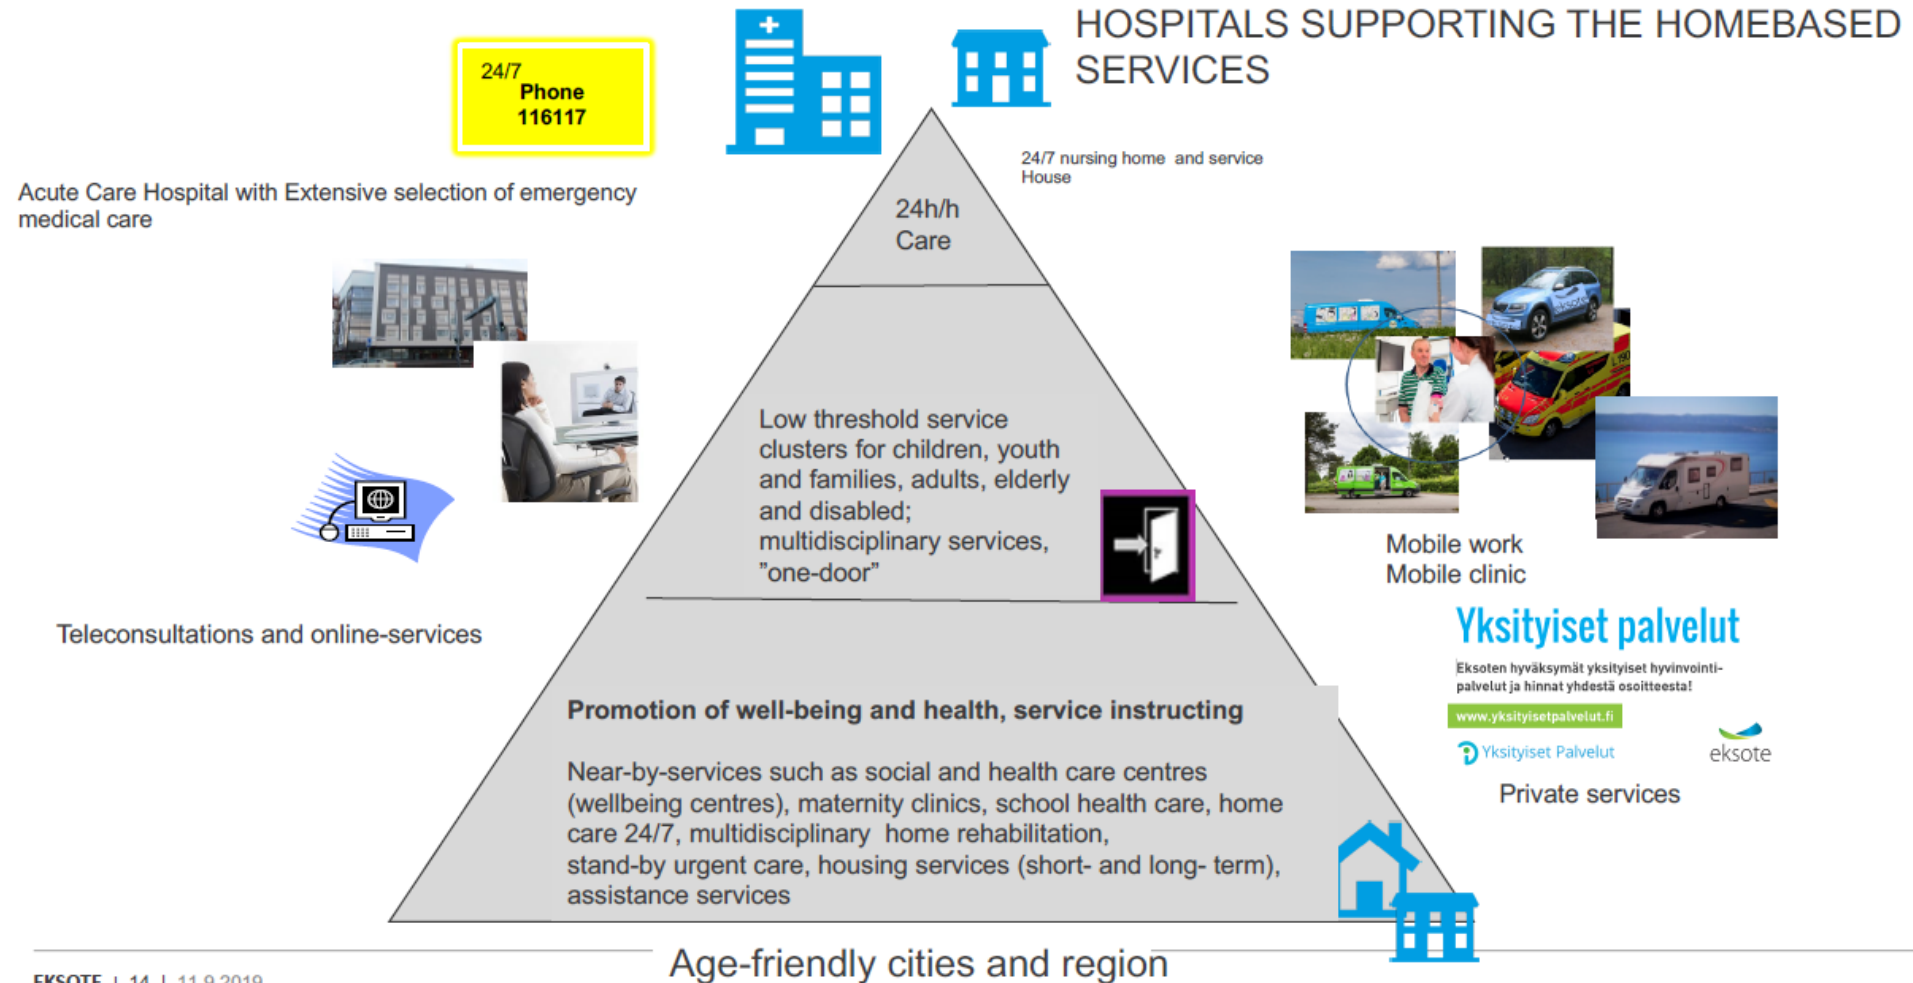 HOSPITALS SUPPORTING THE HOMEBASED
SERVICES
24/7
Phone
116117
24/7 nursing home and service
House
Acute Care Hospital with Extensive selection of emergency
medical care
24h/h
Care
Low threshold service
clusters for children, youth
and families, adults, elderly
and disabled;
multidisciplinary services,
”one-door”
Mobile work
Mobile clinic
Teleconsultations and online-services
Yksityiset palvelut
Eksoten hyväksymät yksityiset hyvinvointi-
palvelut ja hinnat yhdestä osoitteesta!
www.yksityisetpalvelut.fi
Yksityiset Palvelut
eksote
Private services
Promotion of well-being and health, service instructing
Near-by-services such as social and health care centres
(wellbeing centres), maternity clinics, school health care, home
care 24/7, multidisciplinary home rehabilitation,
stand-by urgent care, housing services (short- and long- term),
assistance services
Age-friendly cities and region
EKSOTE | 14 | 11.9.2019